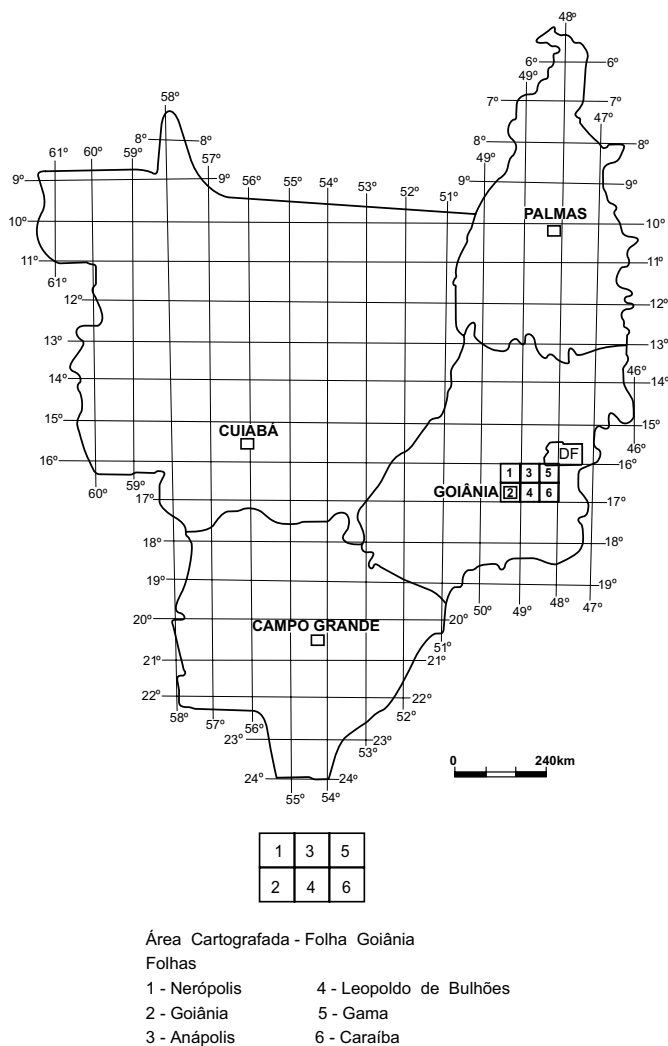 48º
6º 6º
49º
7º 7º
58º 47º
8º 8º 8º 8º
61º 60º 59º 57º 49º
9º 9º 56º 55º 54º 53º 52º 51º 9º 9º
10º PALMAS 10º
11º 11º
61º
12º 12º
13º 13º
46º
14º 14º
15º CUIABÁ 15º
46º
DF
16º 1 3 5 16º
60º 59º GOIÂNIA 2 4 6
17º 17º
18º 18º
19º 50º 49º 48º 47º 19º
20º CAMPO GRANDE 20º
51º
21º 21º
22º 22º
58º 57º 56º 52º
23º 23º
53º
24º 24º
55º 54º
0 240km
1 3 5
2 4 6
Área Cartografada - Folha Goiânia
Folhas
1 - Nerópolis 4 - Leopoldo de Bulhões
2 - Goiânia 5 - Gama
3 - Anápolis 6 - Caraíba